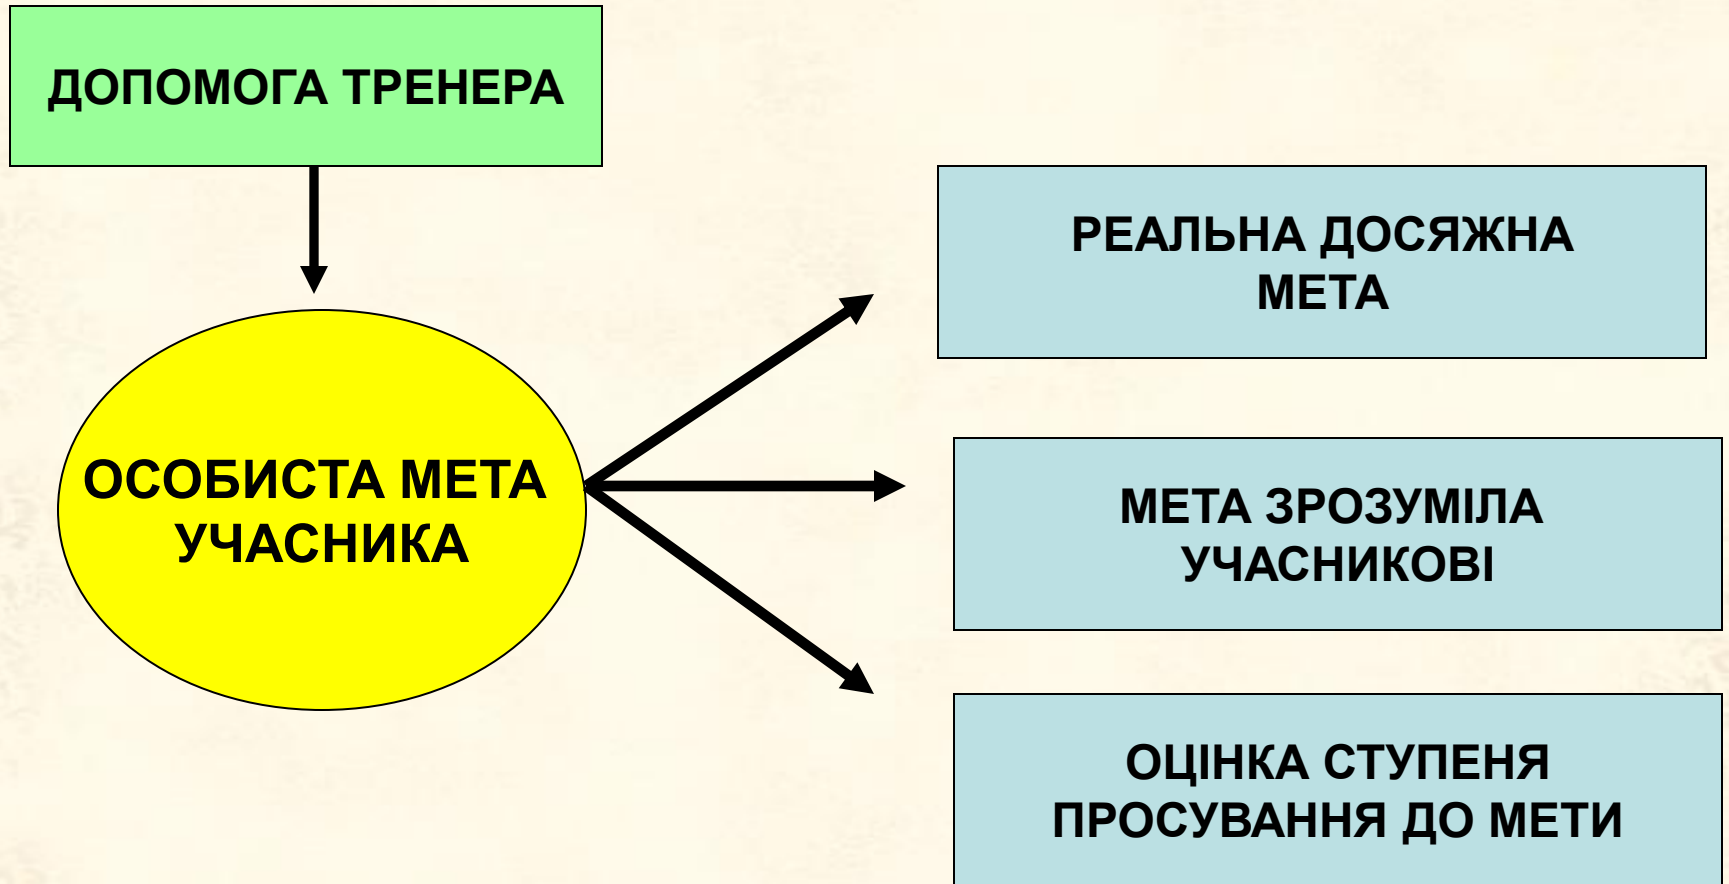 ДОПОМОГА ТРЕНЕРА
РЕАЛЬНА ДОСЯЖНА
МЕТА
ОСОБИСТА МЕТА
УЧАСНИКА
МЕТА ЗРОЗУМІЛА
УЧАСНИКОВІ
ОЦІНКА СТУПЕНЯ
ПРОСУВАННЯ ДО МЕТИ